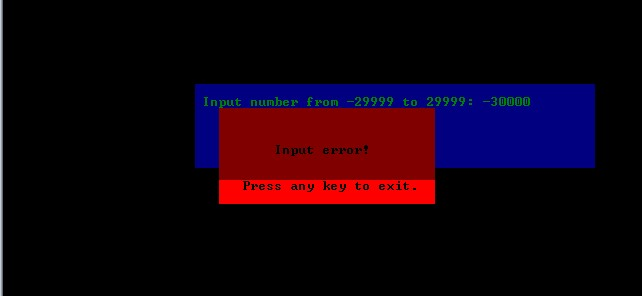 Input number from -29999 to 29999: -30000
Input error!
Press any key to exit.